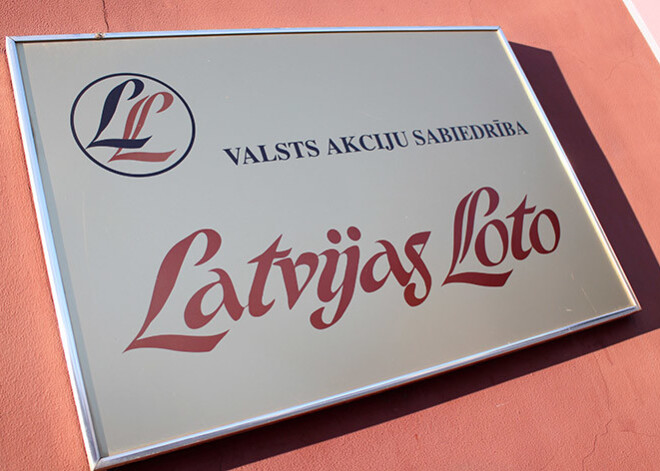 LL
VALSTS AKCIJU SABIEDRĪBA
Latvijas Loto